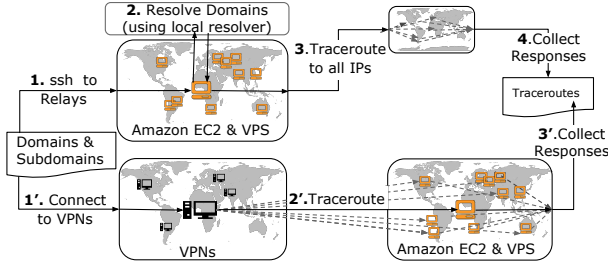 2. Resolve Domains
(using local resolver)
1. ssh to
Relays
3.Traceroute
to all IPs
4.Collect
Responses
Amazon EC2 & VPS
Traceroutes
Domains &
Subdomains
3'.Collect
Responses
1'. Connect
to VPNs
2'.Traceroute
VPNs
Amazon EC2 & VPS